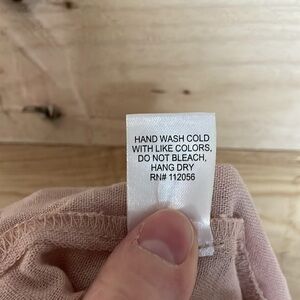 HAND WASH COLD
WITH LIKE COLORS,
DO NOT BLEACH,
HANG DRY
RN# 112056